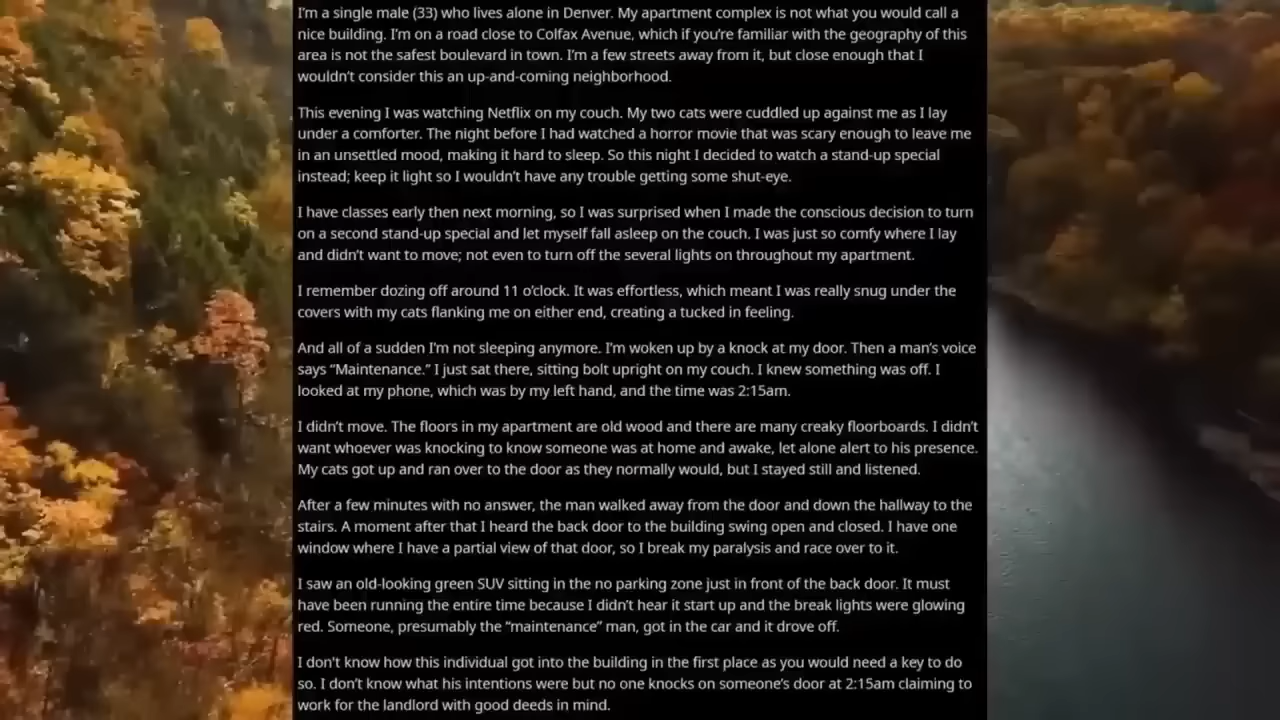 I'm a single male (33) who lives alone in Denver. My apartment complex is not what you would call a
nice building. I'm on a road close to Colfax Avenue, which if you're familiar with the geography of this
area is not the safest boulevard in town. I'm a few streets away from it, but close enough that I
wouldn't consider this an up-and-coming neighborhood.
This evening I was watching Netflix on my couch. My two cats were cuddled up against me as I lay
under a comforter. The night before I had watched a horror movie that was scary enough to leave me
in an unsettled mood, making it hard to sleep. So this night I decided to watch a stand-up special
instead; keep it light so I wouldn't have any trouble getting some shut-eye.
I have classes early then next morning, so I was surprised when I made the conscious decision to turn
on a second stand-up special and let myself fall asleep on the couch. I was just so comfy where I lay
and didn't want to move; not even to turn off the several lights on throughout my apartment.
I remember dozing off around 11 o'clock. It was effortless, which meant I was really snug under the
covers with my cats flanking me on either end, creating a tucked in feeling.
And all of a sudden I'm not sleeping anymore. I'm woken up by a knock at my door. Then a man's voice
says “Maintenance.” I just sat there, sitting bolt upright on my couch. I knew something was off. I
looked at my phone, which was by my left hand, and the time was 2:15am.
I didn't move. The floors in my apartment are old wood and there are many creaky floorboards. I didn't
want whoever was knocking to know someone was at home and awake, let alone alert to his presence.
My cats got up and ran over to the door as they normally would, but I stayed still and listened.
After a few minutes with no answer, the man walked away from the door and down the hallway to the
stairs. A moment after that I heard the back door to the building swing open and closed. I have one
window where I have a partial view of that door, so I break my paralysis and race over to it.
I saw an old-looking green SUV sitting in the no parking zone just in front of the back door. It must
have been running the entire time because I didn't hear it start up and the break lights were glowing
red. Someone, presumably the “maintenance” man, got in the car and it drove off.
I don't know how this individual got into the building in the first place as you would need a key to do
so. I don't know what his intentions were but no one knocks on someone's door at 2:15am claiming to
work for the landlord with good deeds in mind.